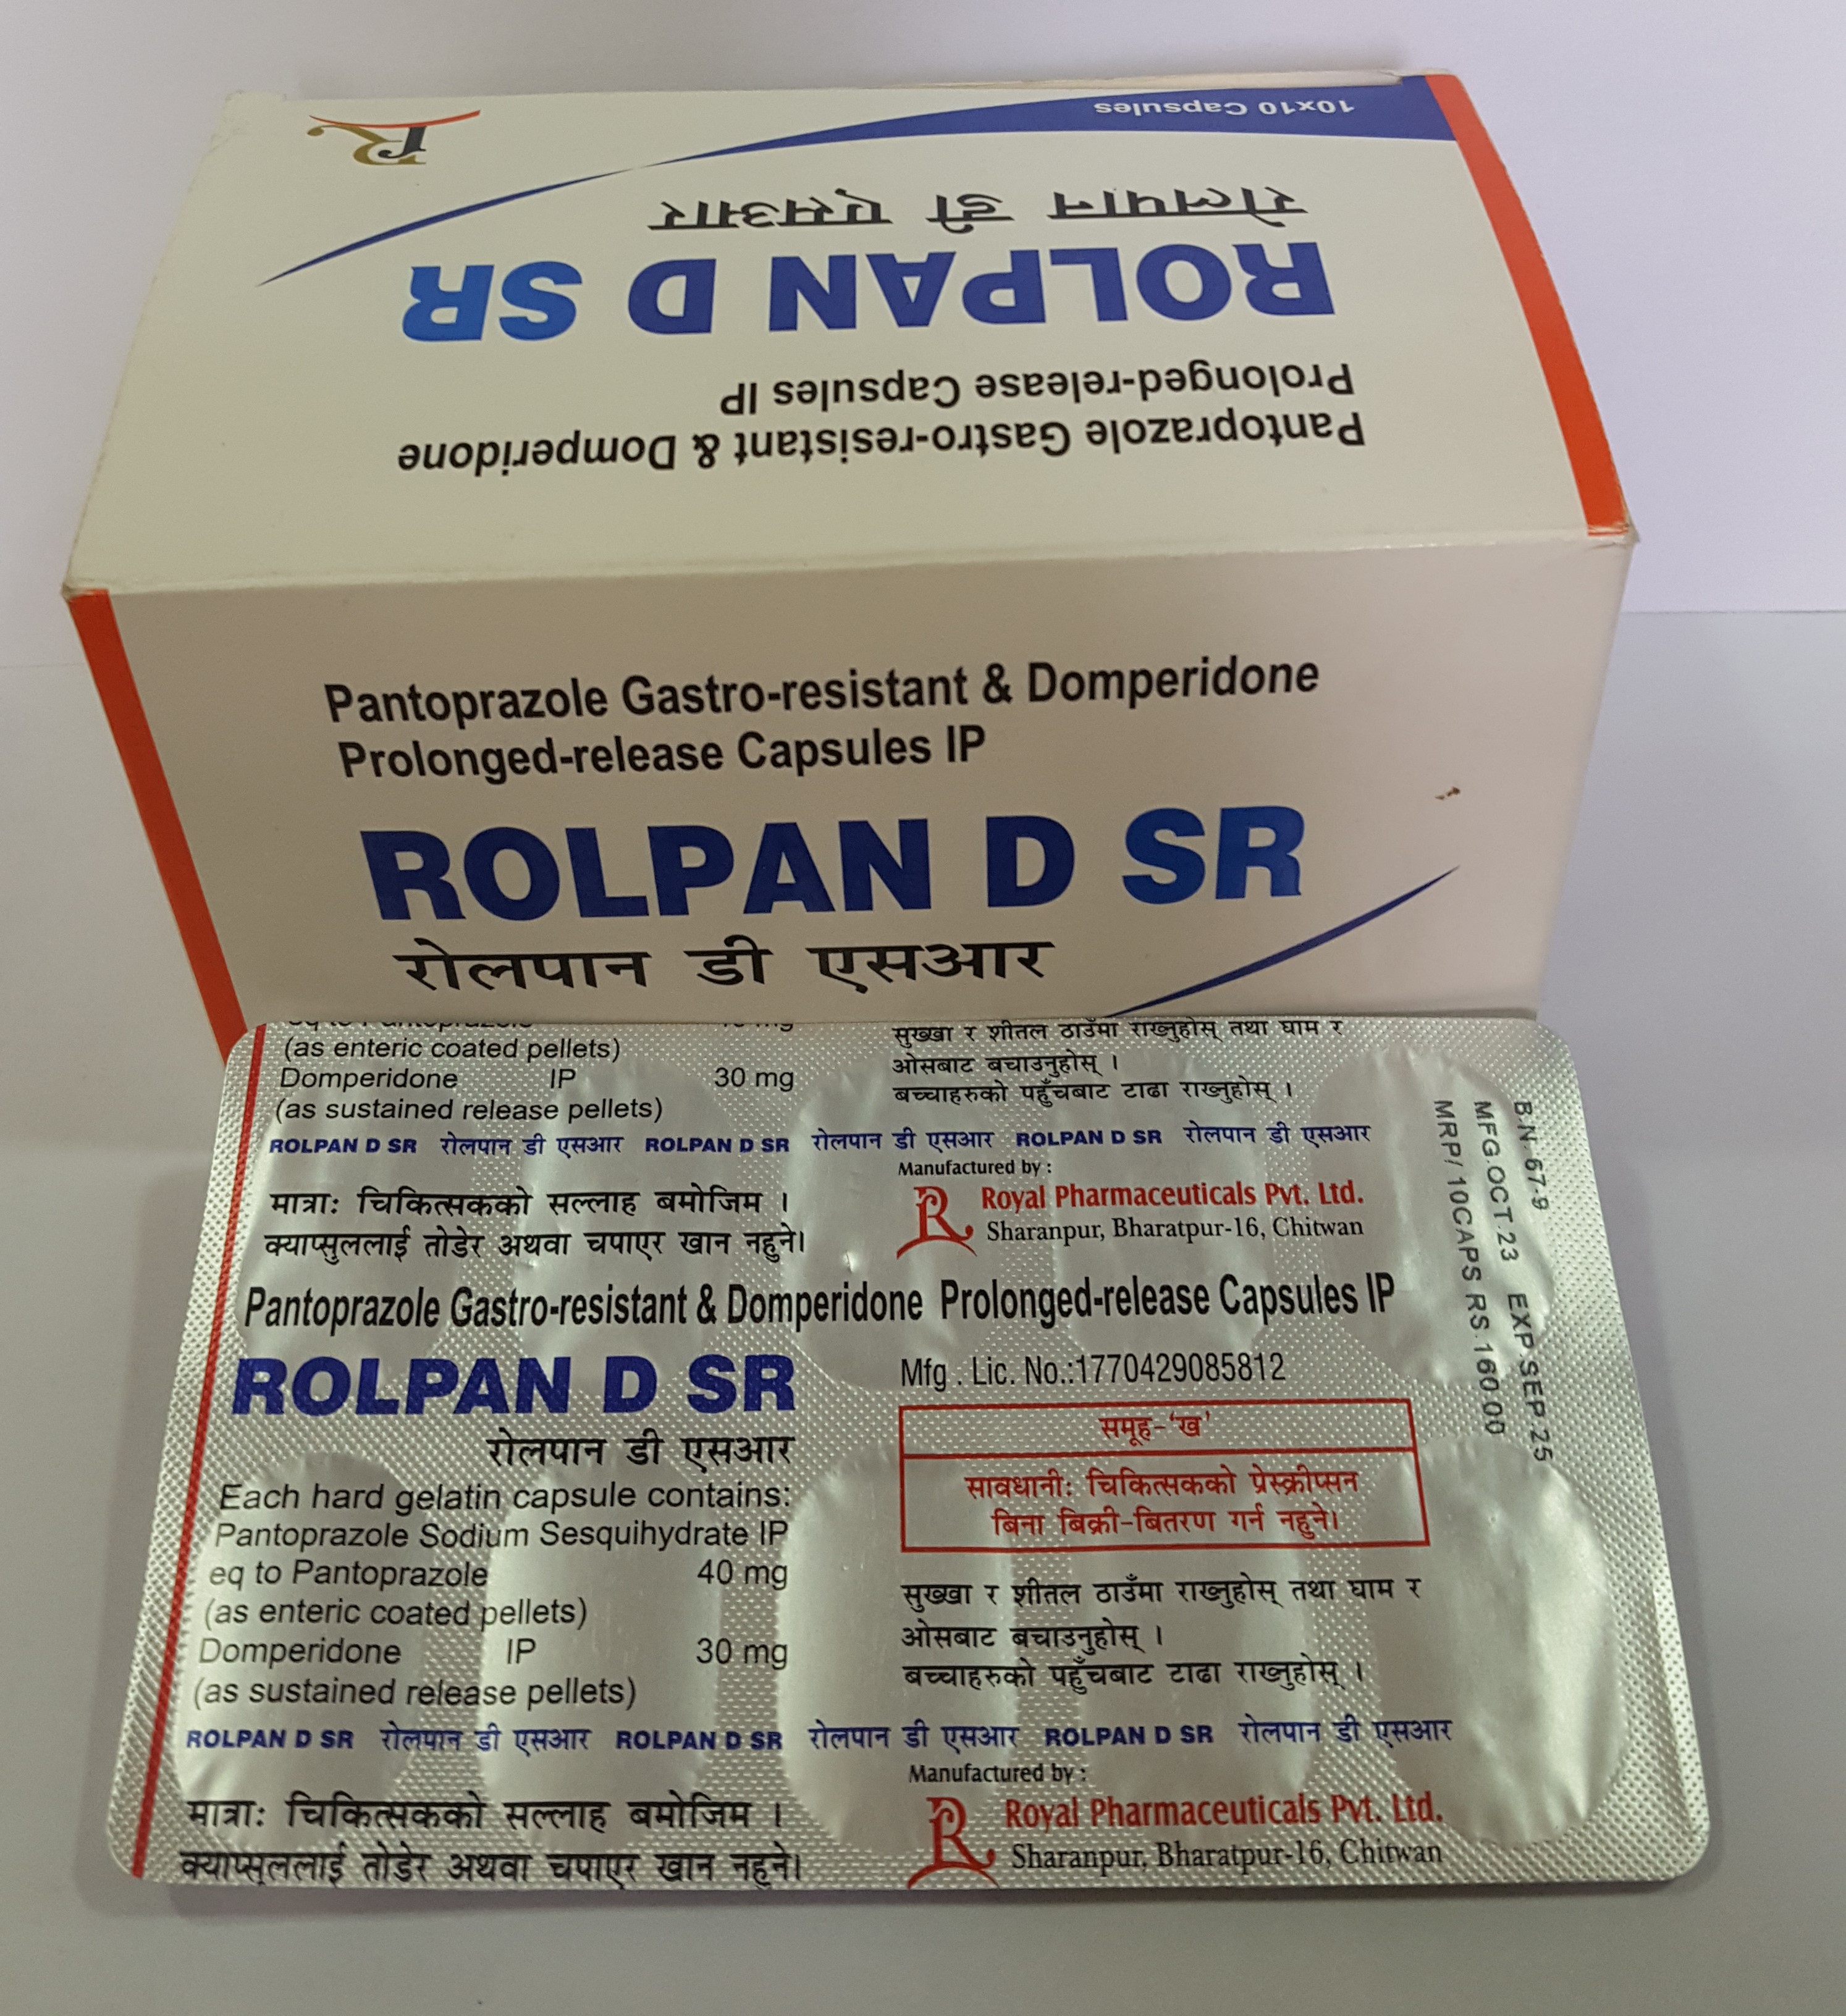 10x10 Capsules
रोलपान डी एसआर
ROLPAN D SR
Prolonged-release Capsules IP
Pantoprazole Gastro-resistant & Domperidone
Pantoprazole Gastro-resistant & Domperidone
Prolonged-release Capsules IP
ROLPAN D SR
रोलपान डी एसआर
eq to Pantoprazole 40 mg
(as enteric coated pellets)
Domperidone IP 30 mg
(as sustained release pellets)
सुख्खा र शीतल ठाउँमा राख्नुहोस् तथा घाम र
ओसबाट बचाउनुहोस् ।
बच्चाहरुको पहुँचबाट टाढा राख्नुहोस् ।
ROLPAN D SR रोलपान डी एसआर ROLPAN D SR रोलपान डी एसआर ROLPAN D SR रोलपान डी एसआर
मात्राः चिकित्सकको सल्लाह बमोजिम ।
क्याप्सुललाई तोडेर अथवा चपाएर खान नहुने।
Manufactured by :
Royal Pharmaceuticals Pvt. Ltd.
Sharanpur, Bharatpur-16, Chitwan
Pantoprazole Gastro-resistant & Domperidone Prolonged-release Capsules IP
ROLPAN D SR
रोलपान डी एसआर
Each hard gelatin capsule contains:
Pantoprazole Sodium Sesquihydrate IP
eq to Pantoprazole 40 mg
(as enteric coated pellets)
Domperidone IP 30 mg
(as sustained release pellets)
Mfg . Lic. No.:1770429085812
समूह-'ख'
सावधानीः चिकित्सकको प्रेस्क्रीप्सन
बिना बिक्री-बितरण गर्न नहुने।
सुख्खा र शीतल ठाउँमा राख्नुहोस् तथा घाम र
ओसबाट बचाउनुहोस् ।
बच्चाहरुको पहुँचबाट टाढा राख्नुहोस् ।
ROLPAN D SR रोलपान डी एसआर ROLPAN D SR रोलपान डी एसआर ROLPAN D SR रोलपान डी एसआर
मात्राः चिकित्सकको सल्लाह बमोजिम ।
क्याप्सुललाई तोडेर अथवा चपाएर खान नहुने।
Manufactured by :
Royal Pharmaceuticals Pvt. Ltd.
Sharanpur, Bharatpur-16, Chitwan
B.N. 67-9
MFG.OCT.23 EXP.SEP.25
MRP/10CAPS RS.160.00